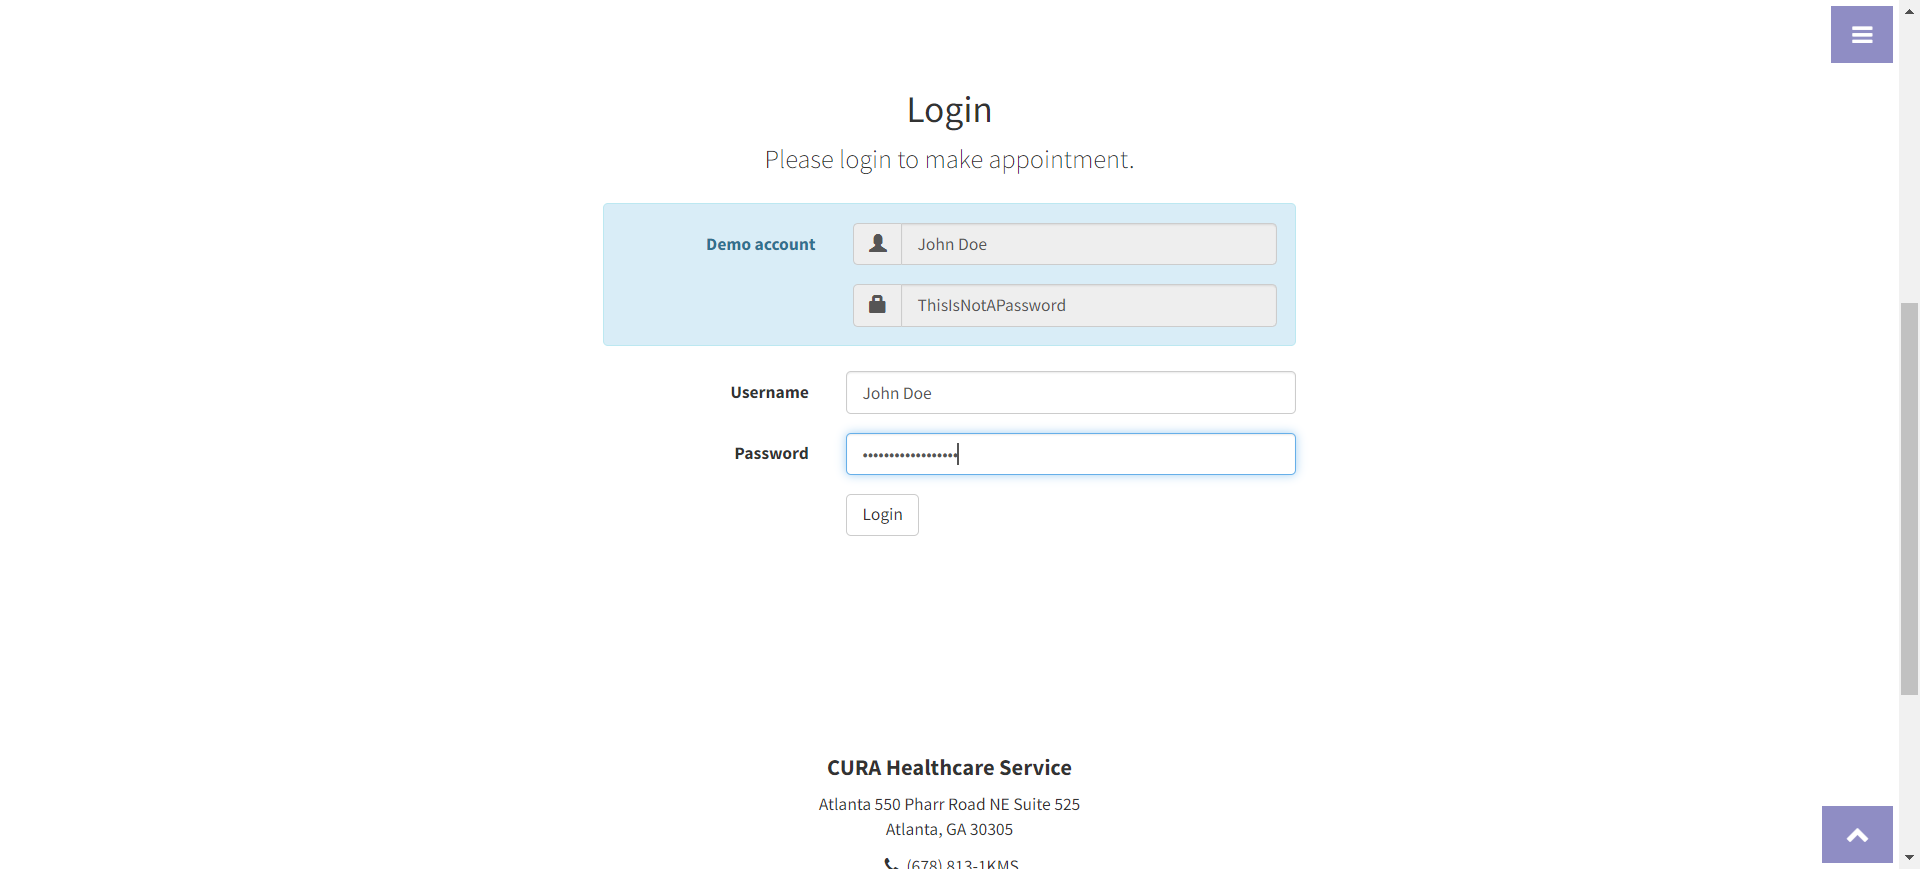 Login
Please login to make appointment.
Demo account
John Doe
ThisIsNotAPassword
Username
John Doe
Password
••••••••••••••••••
Login
CURA Healthcare Service
Atlanta 550 Pharr Road NE Suite 525
Atlanta, GA 30305
(678) 813-1KMS